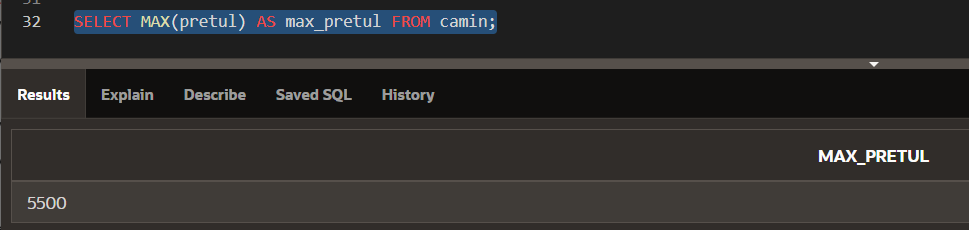 32 SELECT MAX(pretul) AS max_pretul FROM camin;
Results Explain Describe Saved SQL History
MAX_PRETUL
5500